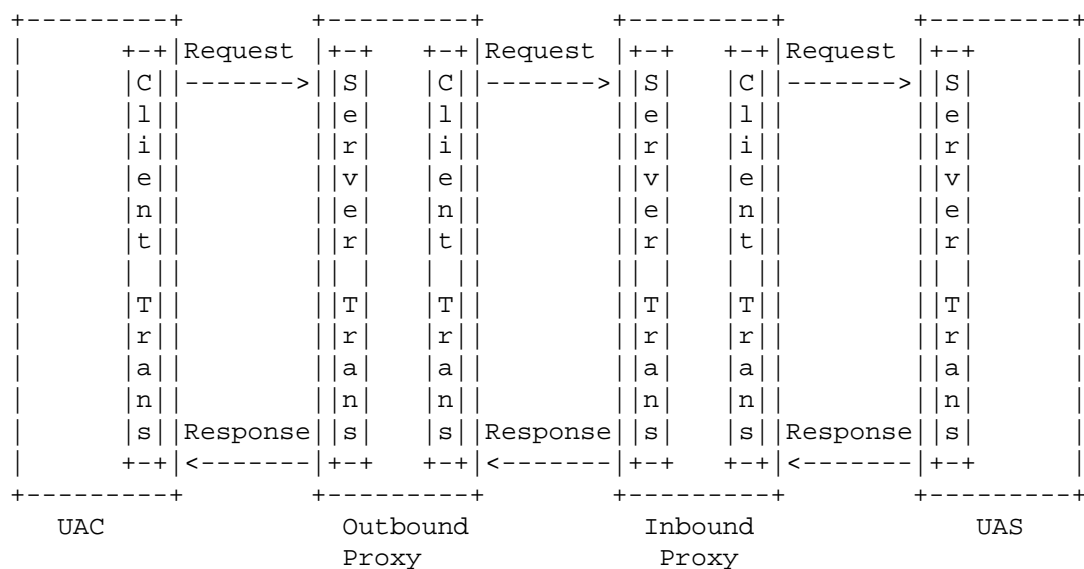 +---------+             +---------+             +---------+             +---------+
|      +-+|Request  |+-+   +-+|Request  |+-+   +-+|Request  |+-+      |
|      |C||------->||S|   |C||------->||S|   |C||------->||S|      |
|      |l||         ||e|   |l||         ||e|   |l||         ||e|      |
|      |i||         ||r|   |i||         ||r|   |i||         ||r|      |
|      |e||         ||v|   |e||         ||v|   |e||         ||v|      |
|      |n||         ||e|   |n||         ||e|   |n||         ||e|      |
|      |t||         ||r|   |t||         ||r|   |t||         ||r|      |
|      | ||         || |   | ||         || |   | ||         || |      |
|      |T||         ||T|   |T||         ||T|   |T||         ||T|      |
|      |r||         ||r|   |r||         ||r|   |r||         ||r|      |
|      |a||         ||a|   |a||         ||a|   |a||         ||a|      |
|      |n||         ||n|   |n||         ||n|   |n||         ||n|      |
|      |s||Response||s|   |s||Response||s|   |s||Response||s|      |
|      +-+|<-------|+-+   +-+|<-------|+-+   +-+|<-------|+-+      |
+---------+         +---------+         +---------+         +---------+
UAC               Outbound            Inbound              UAS
Proxy               Proxy